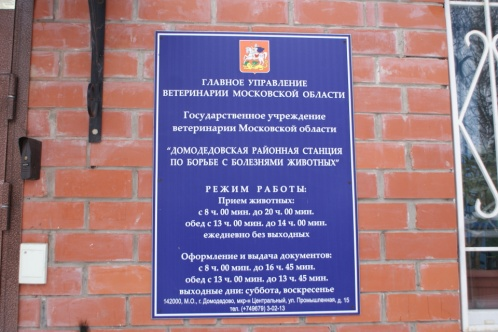 ГЛАВНОЕ УПРАВЛЕНИЕ
ВЕТЕРИНАРИИ МОСКОВСКОЙ ОБЛАСТИ
Государственное учреждение
ветеринарии Московской области
"ДОМОДЕДОВСКАЯ РАЙОННАЯ СТАНЦИЯ
ПО БОРЬБЕ С БОЛЕЗНЯМИ ЖИВОТНЫХ"
РЕЖИМ РАБОТЫ:
Прием животных:
с 8 ч. 00 мин. до 20 ч. 00 мин.
обед с 13 ч. 00 мин. до 14 ч. 00 мин.
ежедневно без выходных
Оформление и выдача документов:
с 8 ч. 00 мин. до 16 ч. 45 мин.
обед с 13 ч. 00 мин. до 13 ч. 45 мин.
выходные дни: суббота, воскресенье
142000, М.О., г. Домодедово, мкр-н Центральный, ул. Промышленная, д. 15
тел. (+749679) 3-02-13